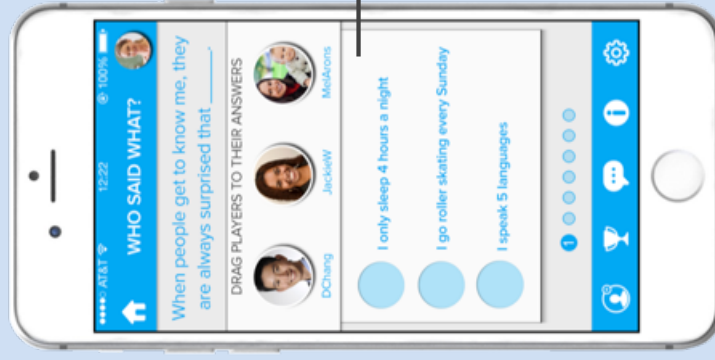 AT&T 12:22 100%
WHO SAID WHAT?
When people get to know me, they
are always surprised that _____.
DRAG PLAYERS TO THEIR ANSWERS
DChang JackieW MelArons
I only sleep 4 hours a night
I go roller skating every Sunday
I speak 5 languages
1